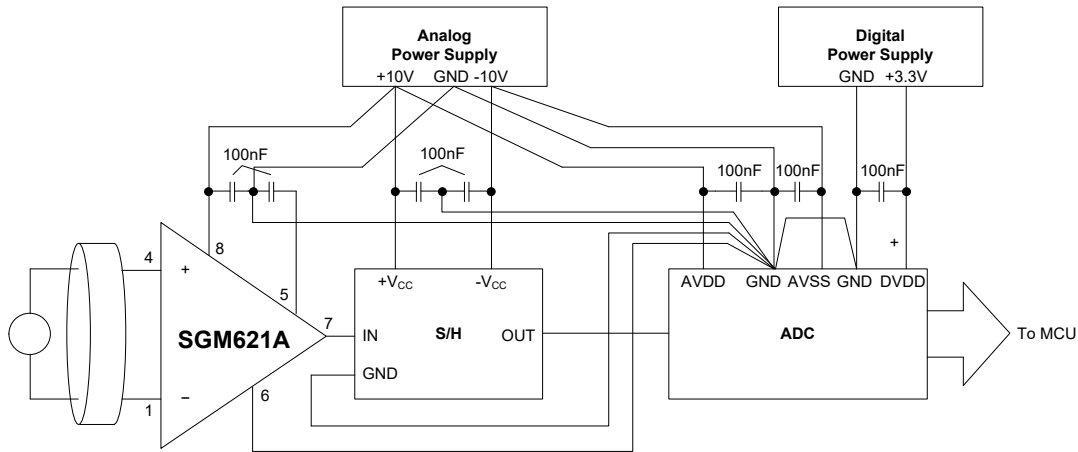 Analog
Power Supply
+10V GND -10V
Digital
Power Supply
GND +3.3V
100nF
100nF
100nF
100nF
100nF
+
8
4
+
5
SGM621A
7
1
−
6
+VCC
-VCC
IN
S/H
OUT
GND
AVDD GND AVSS GND DVDD
ADC
To MCU